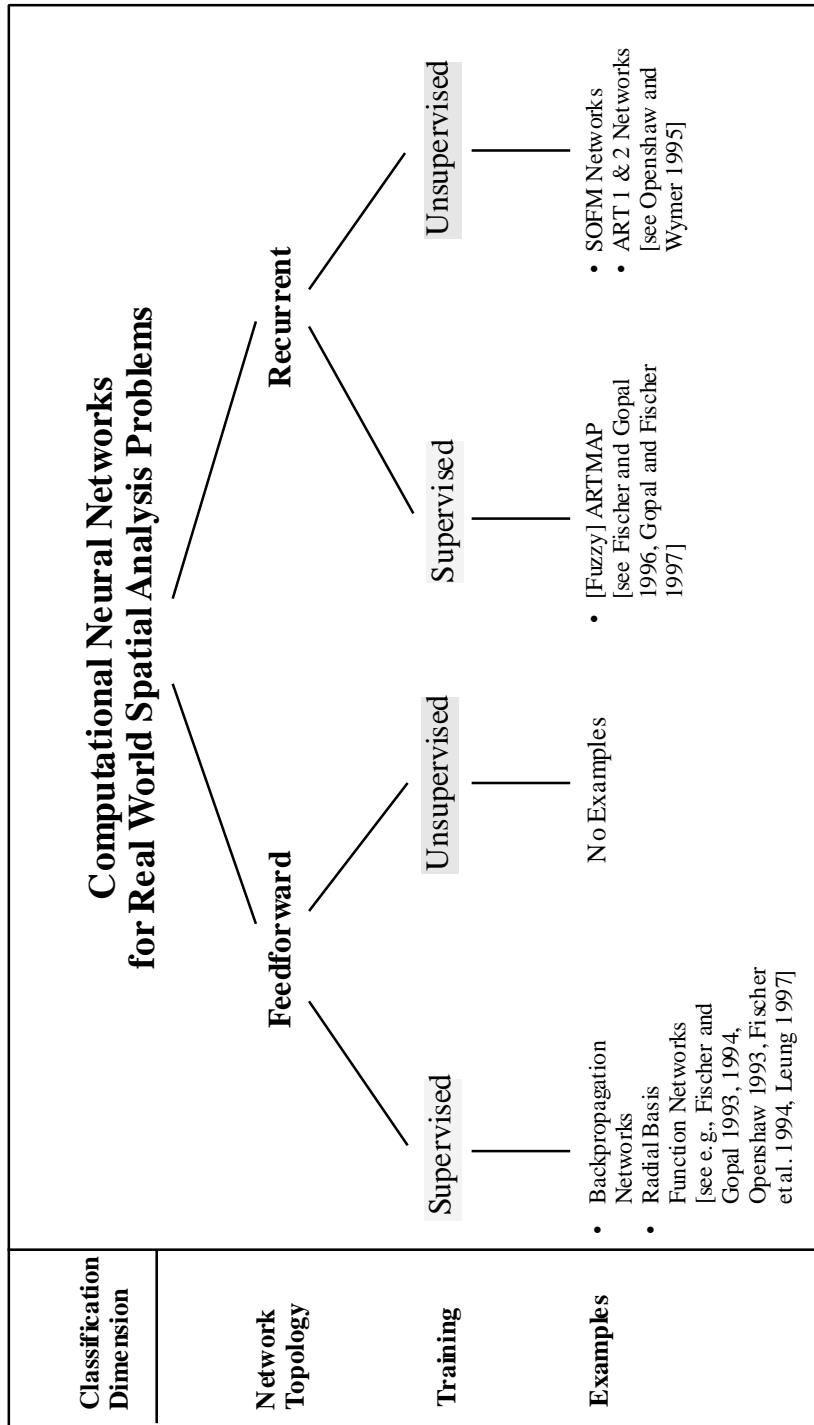 Classification
Dimension
Computational Neural Networks
for Real World Spatial Analysis Problems
Network
Topology
Feedforward
Recurrent
Training
Supervised
Unsupervised
Supervised
Unsupervised
Examples
• Backpropagation
Networks
• Radial Basis
Function Networks
[see e.g., Fischer and
Gopal 1993, 1994,
Openshaw 1993, Fischer
et al. 1994, Leung 1997]
No Examples
• [Fuzzy] ARTMAP
[see Fischer and Gopal
1996, Gopal and Fischer
1997]
• SOFM Networks
• ART 1 & 2 Networks
[see Openshaw and
Wymer 1995]